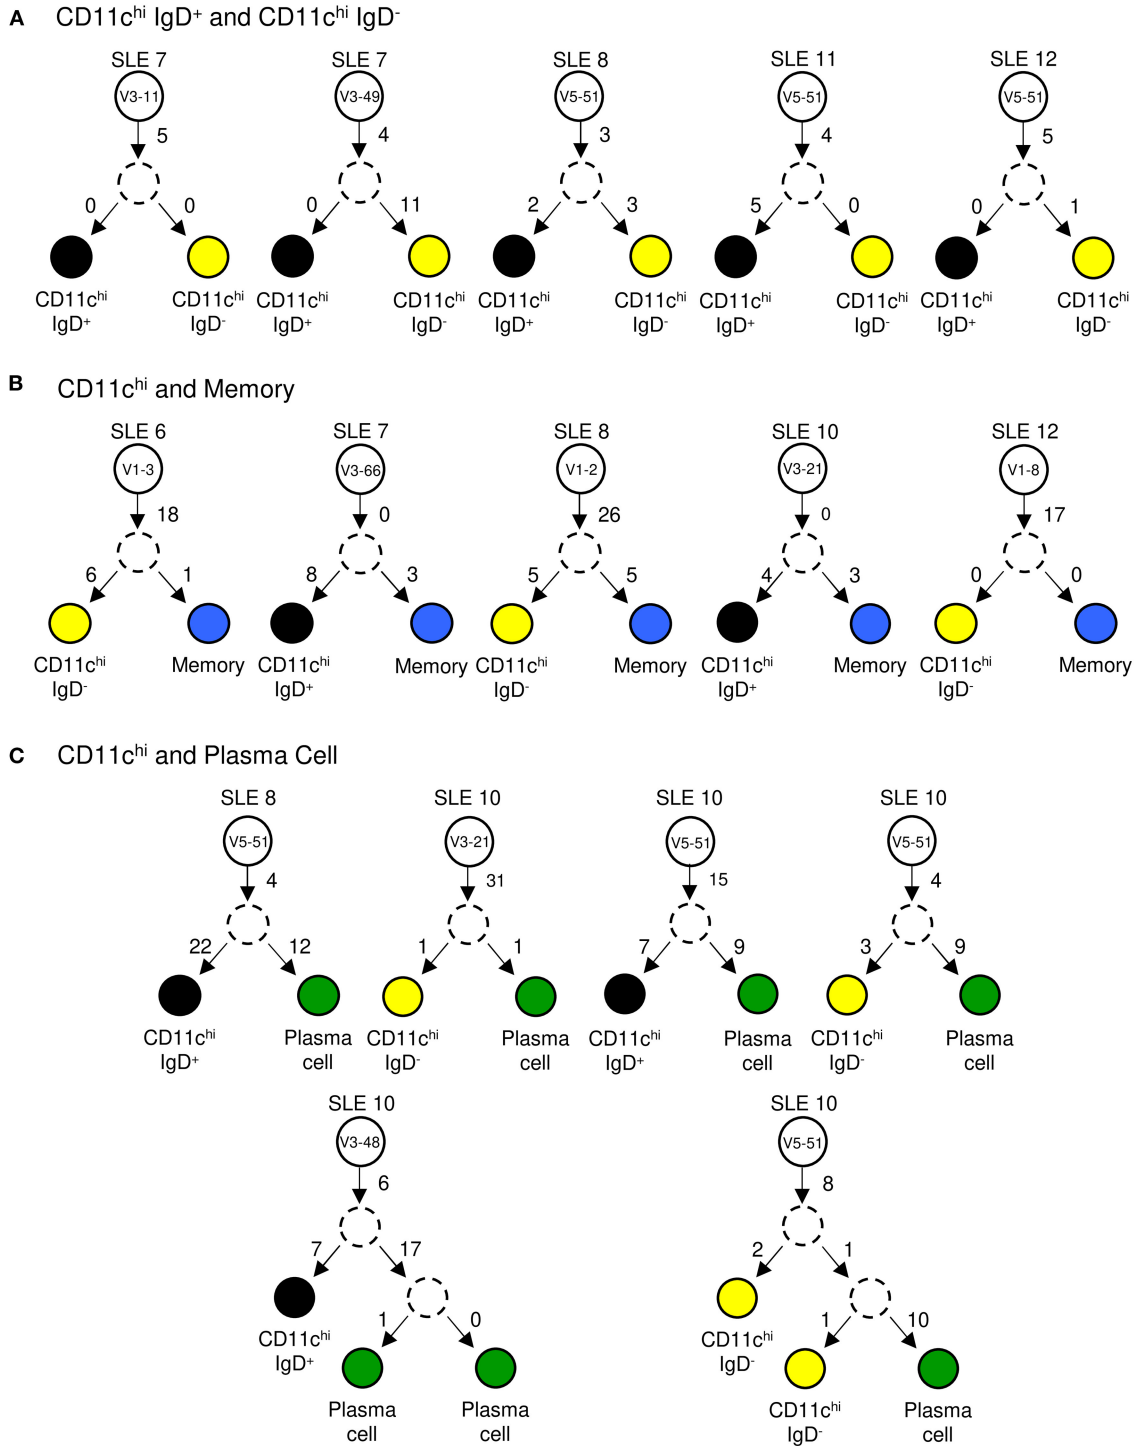 A CD11chi IgD+ and CD11chi IgD-
SLE 7 SLE 7 SLE 8 SLE 11 SLE 12
V3-11 V3-49 V5-51 V5-51 V5-51
5 4 3 4 5
0 0 0 11 2 3 5 0 0 1
CD11chi CD11chi CD11chi CD11chi CD11chi CD11chi CD11chi CD11chi CD11chi CD11chi
IgD+ IgD- IgD+ IgD- IgD+ IgD- IgD+ IgD- IgD+ IgD-
B CD11chi and Memory
SLE 6 SLE 7 SLE 8 SLE 10 SLE 12
V1-3 V3-66 V1-2 V3-21 V1-8
18 0 26 0 17
6 1 8 3 5 5 4 3 0 0
CD11chi Memory CD11chi Memory CD11chi Memory CD11chi Memory CD11chi Memory
IgD- IgD+ IgD- IgD+ IgD-
C CD11chi and Plasma Cell
SLE 8 SLE 10 SLE 10 SLE 10
V5-51 V3-21 V5-51 V5-51
4 31 15 4
22 12 1 1 7 9 3 9
CD11chi Plasma CD11chi Plasma CD11chi Plasma CD11chi Plasma
IgD+ cell IgD- cell IgD+ cell IgD- cell
SLE 10 SLE 10
V3-48 V5-51
6 8
7 17 2 1
1 0 1 10
CD11chi CD11chi
IgD+ IgD-
Plasma Plasma CD11chi Plasma
cell cell IgD- cell